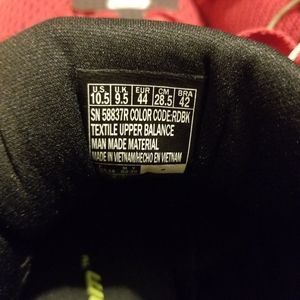 U.S. U.K. EUR CM BRA
10.5 9.5 44 28.5 42
SN 58837R COLOR CODE:RDBK
TEXTILE UPPER BALANCE
MAN MADE MATERIAL
MADE IN VIETNAM/HECHO EN VIETNAM